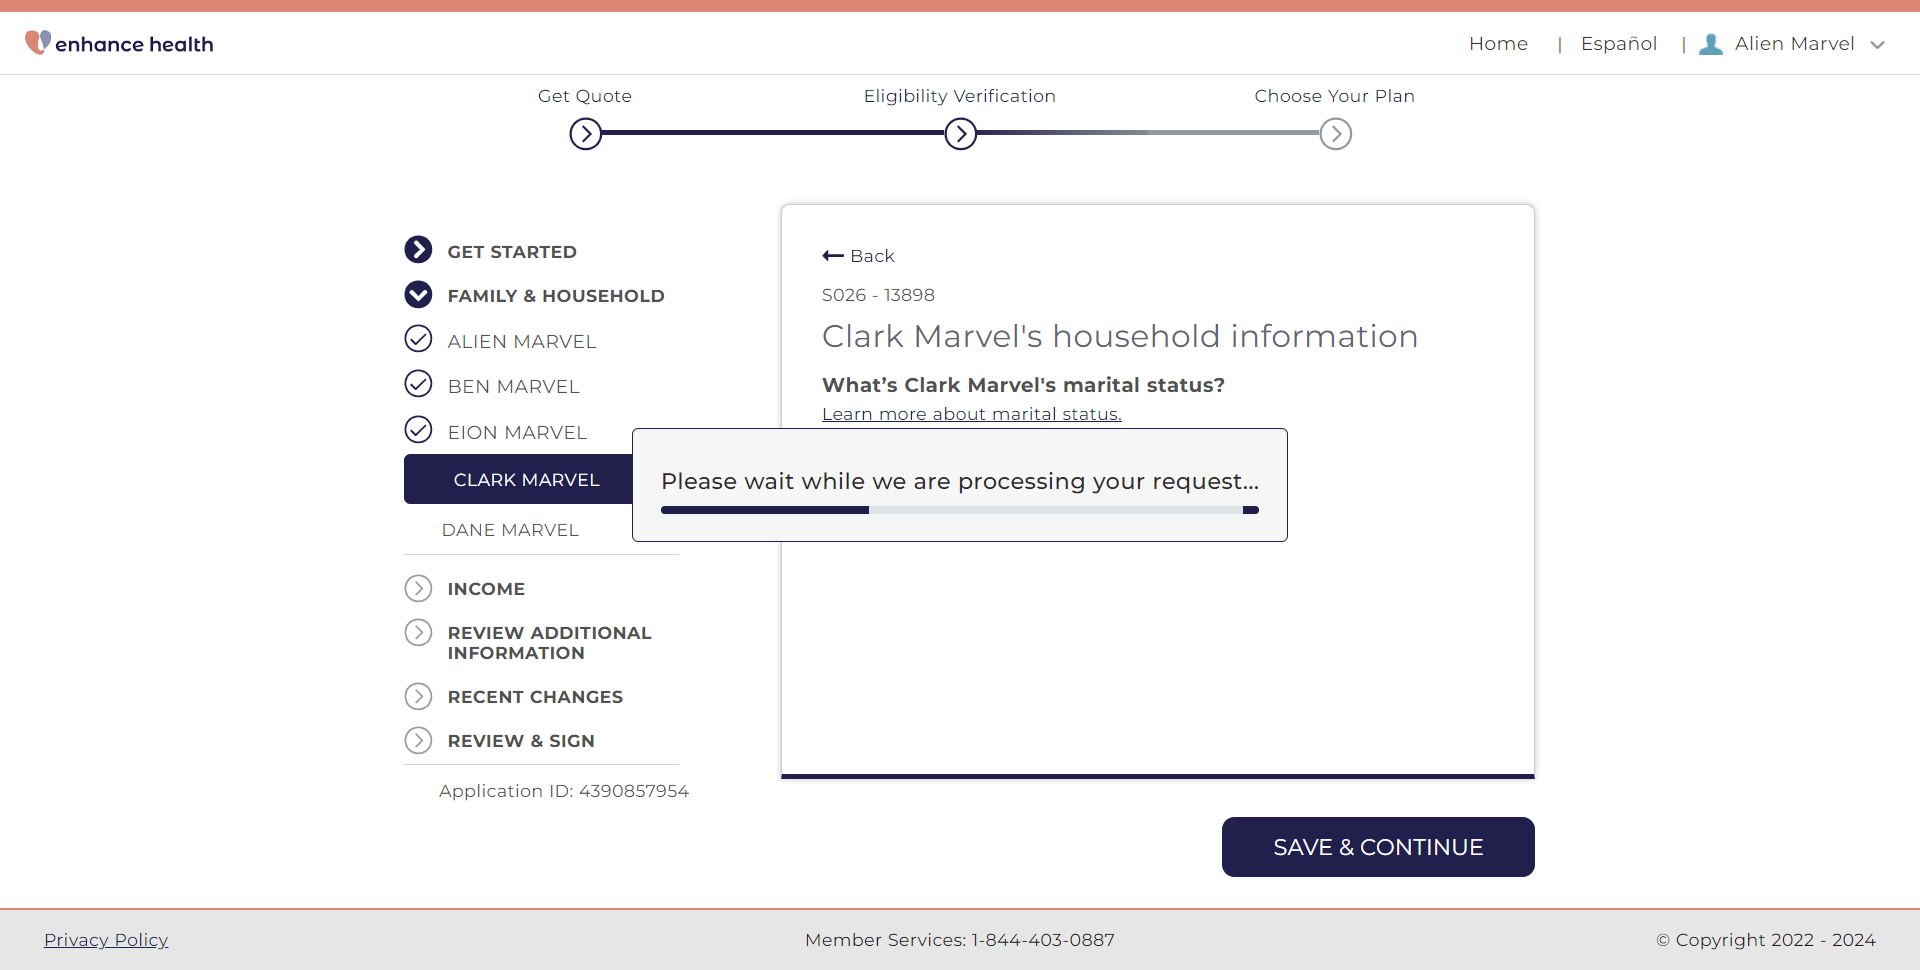 enhance health
Home | Español | Alien Marvel
Get Quote
Eligibility Verification
Choose Your Plan
GET STARTED
FAMILY & HOUSEHOLD
ALIEN MARVEL
BEN MARVEL
EION MARVEL
CLARK MARVEL
DANE MARVEL
INCOME
REVIEW ADDITIONAL
INFORMATION
RECENT CHANGES
REVIEW & SIGN
Application ID: 4390857954
Back
S026 - 13898
Clark Marvel's household information
What’s Clark Marvel's marital status?
Learn more about marital status.
Please wait while we are processing your request...
SAVE & CONTINUE
Privacy Policy
Member Services: 1-844-403-0887
© Copyright 2022 - 2024